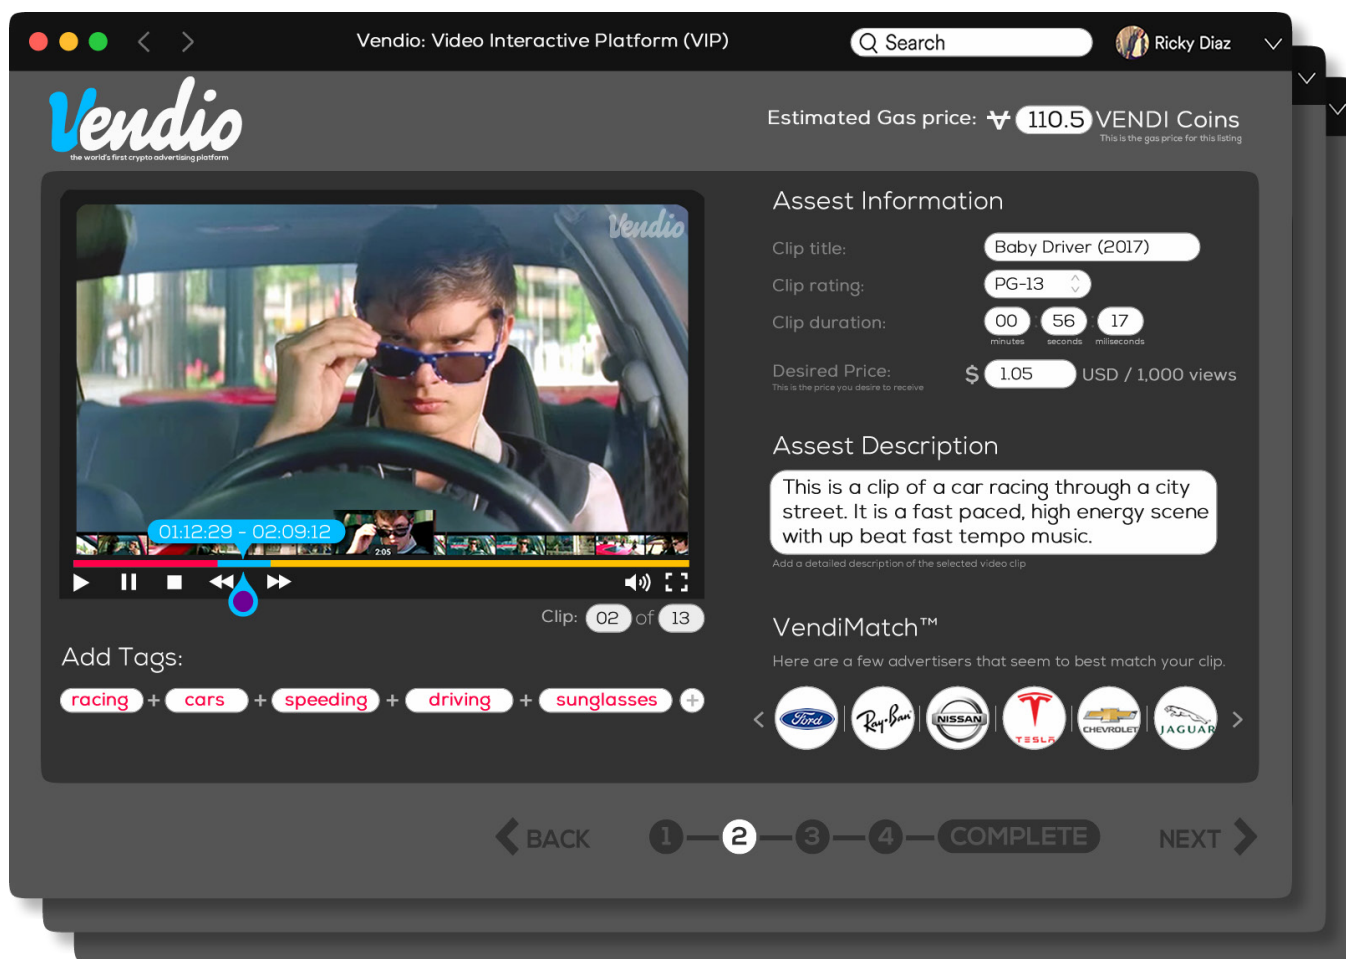 Vendio: Video Interactive Platform (VIP)
Search
Ricky Diaz
Vendio
the world's first crypto advertising platform
Estimated Gas price: 110.5 VENDI Coins
This is the gas price for this listing
Vendio
01:12:29 - 02:09:12
2:05
Clip: 02 of 13
Add Tags:
racing + cars + speeding + driving + sunglasses +
Assest Information
Clip title: Baby Driver (2017)
Clip rating: PG-13
Clip duration: 00 : 56 : 17
minutes seconds miliseconds
Desired Price: $ 1.05 USD / 1,000 views
This is the price you desire to receive
Assest Description
This is a clip of a car racing through a city
street. It is a fast paced, high energy scene
with up beat fast tempo music.
Add a detailed description of the selected video clip
VendiMatch™
Here are a few advertisers that seem to best match your clip.
Ford Ray-Ban NISSAN TESLA CHEVROLET JAGUAR
BACK 1 2 3 4 COMPLETE NEXT